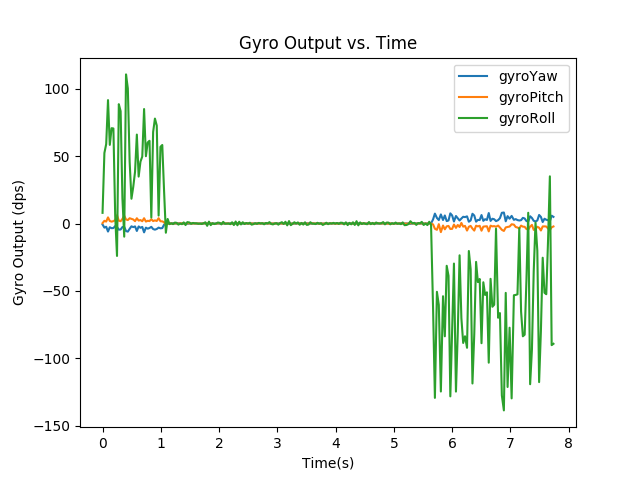 Gyro Output vs. Time
gyroYaw
gyroPitch
gyroRoll
Gyro Output (dps)
100
50
0
−50
−100
−150
0 1 2 3 4 5 6 7 8
Time(s)